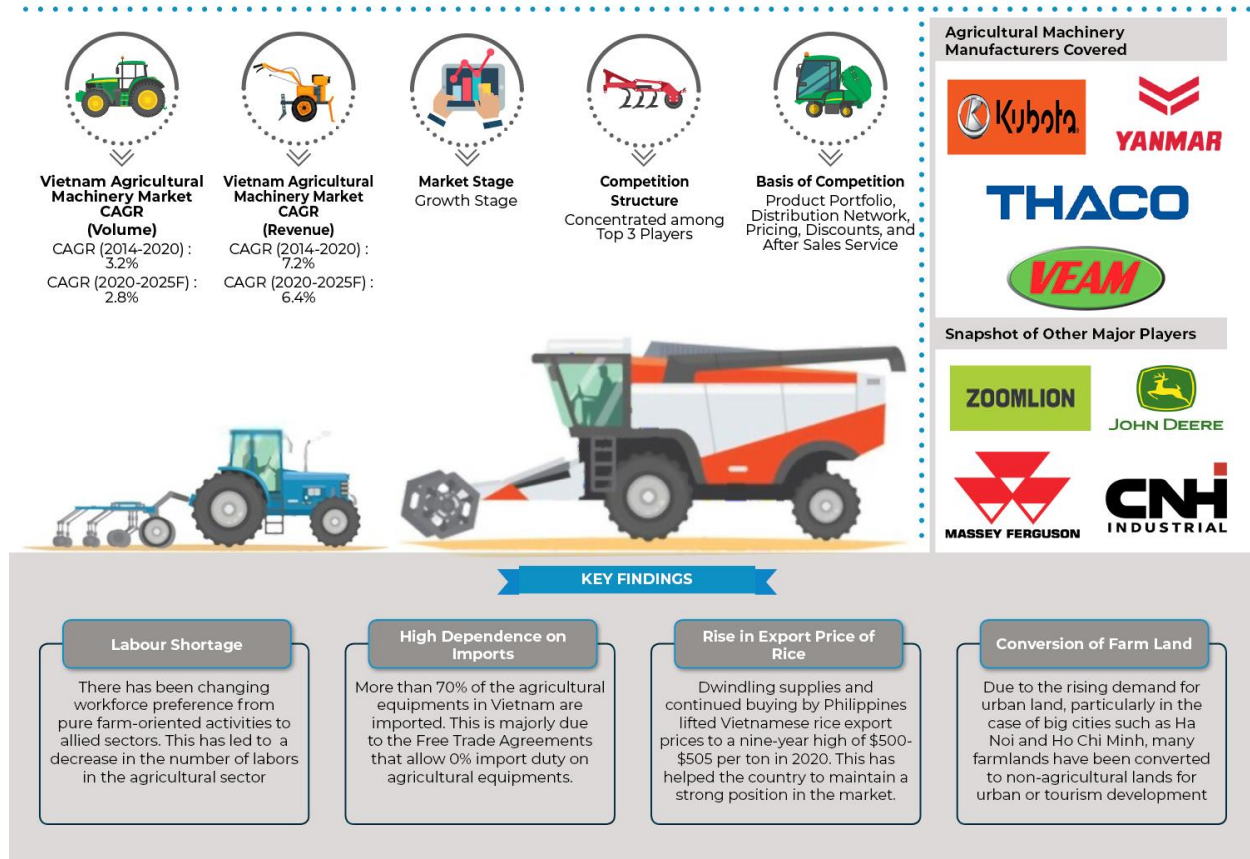 Vietnam Agricultural
Machinery Market
CAGR
(Volume)
CAGR (2014-2020) :
3.2%
CAGR (2020-2025F) :
2.8%
Vietnam Agricultural
Machinery Market
CAGR
(Revenue)
CAGR (2014-2020) :
7.2%
CAGR (2020-2025F) :
6.4%
Market Stage
Growth Stage
Competition
Structure
Concentrated among
Top 3 Players
Basis of Competition
Product Portfolio,
Distribution Network,
Pricing, Discounts, and
After Sales Service
Agricultural Machinery
Manufacturers Covered
Kubota
YANMAR
THACO
VEAM
Snapshot of Other Major Players
ZOOMLION
JOHN DEERE
MASSEY FERGUSON
CNH
INDUSTRIAL
KEY FINDINGS
Labour Shortage
There has been changing
workforce preference from
pure farm-oriented activities to
allied sectors. This has led to a
decrease in the number of labors
in the agricultural sector
High Dependence on
Imports
More than 70% of the agricultural
equipments in Vietnam are
imported. This is majorly due
to the Free Trade Agreements
that allow 0% import duty on
agricultural equipments.
Rise in Export Price of
Rice
Dwindling supplies and
continued buying by Philippines
lifted Vietnamese rice export
prices to a nine-year high of $500-
$505 per ton in 2020. This has
helped the country to maintain a
strong position in the market.
Conversion of Farm Land
Due to the rising demand for
urban land, particularly in the
case of big cities such as Ha
Noi and Ho Chi Minh, many
farmlands have been converted
to non-agricultural lands for
urban or tourism development